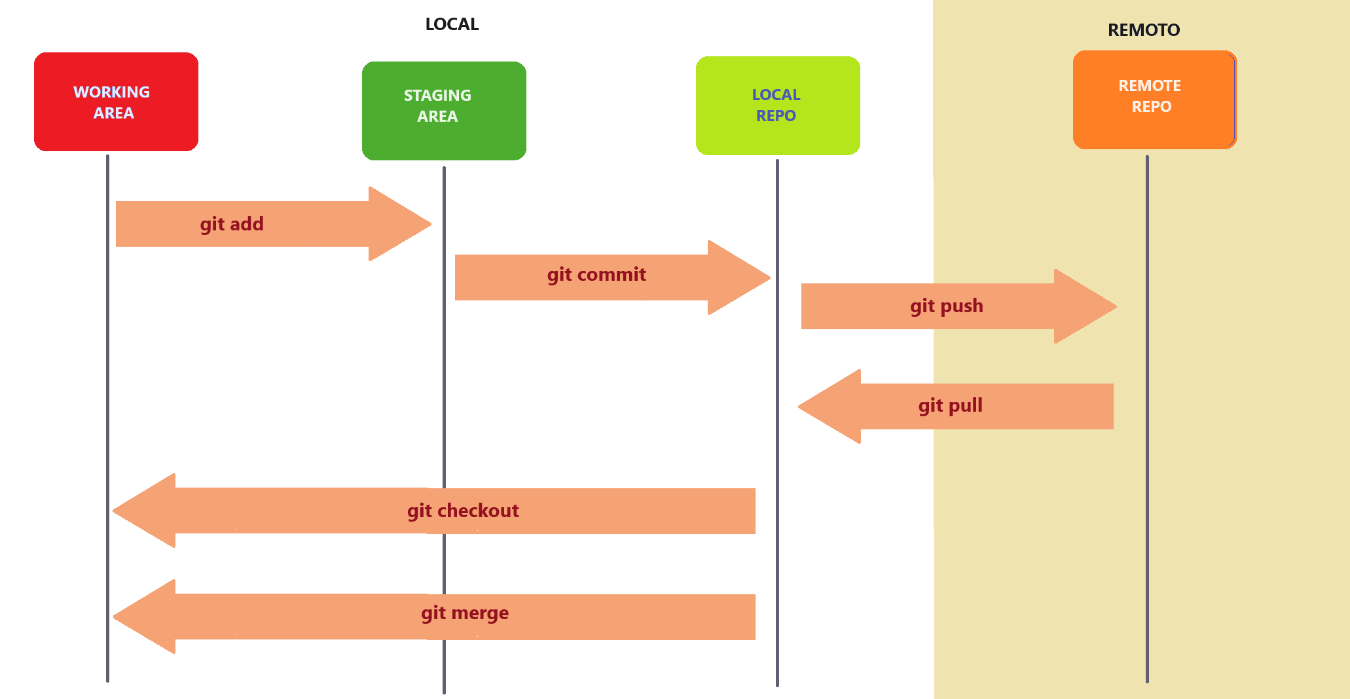 LOCAL
REMOTO
WORKING
AREA
STAGING
AREA
LOCAL
REPO
REMOTE
REPO
git add
git commit
git push
git pull
git checkout
git merge